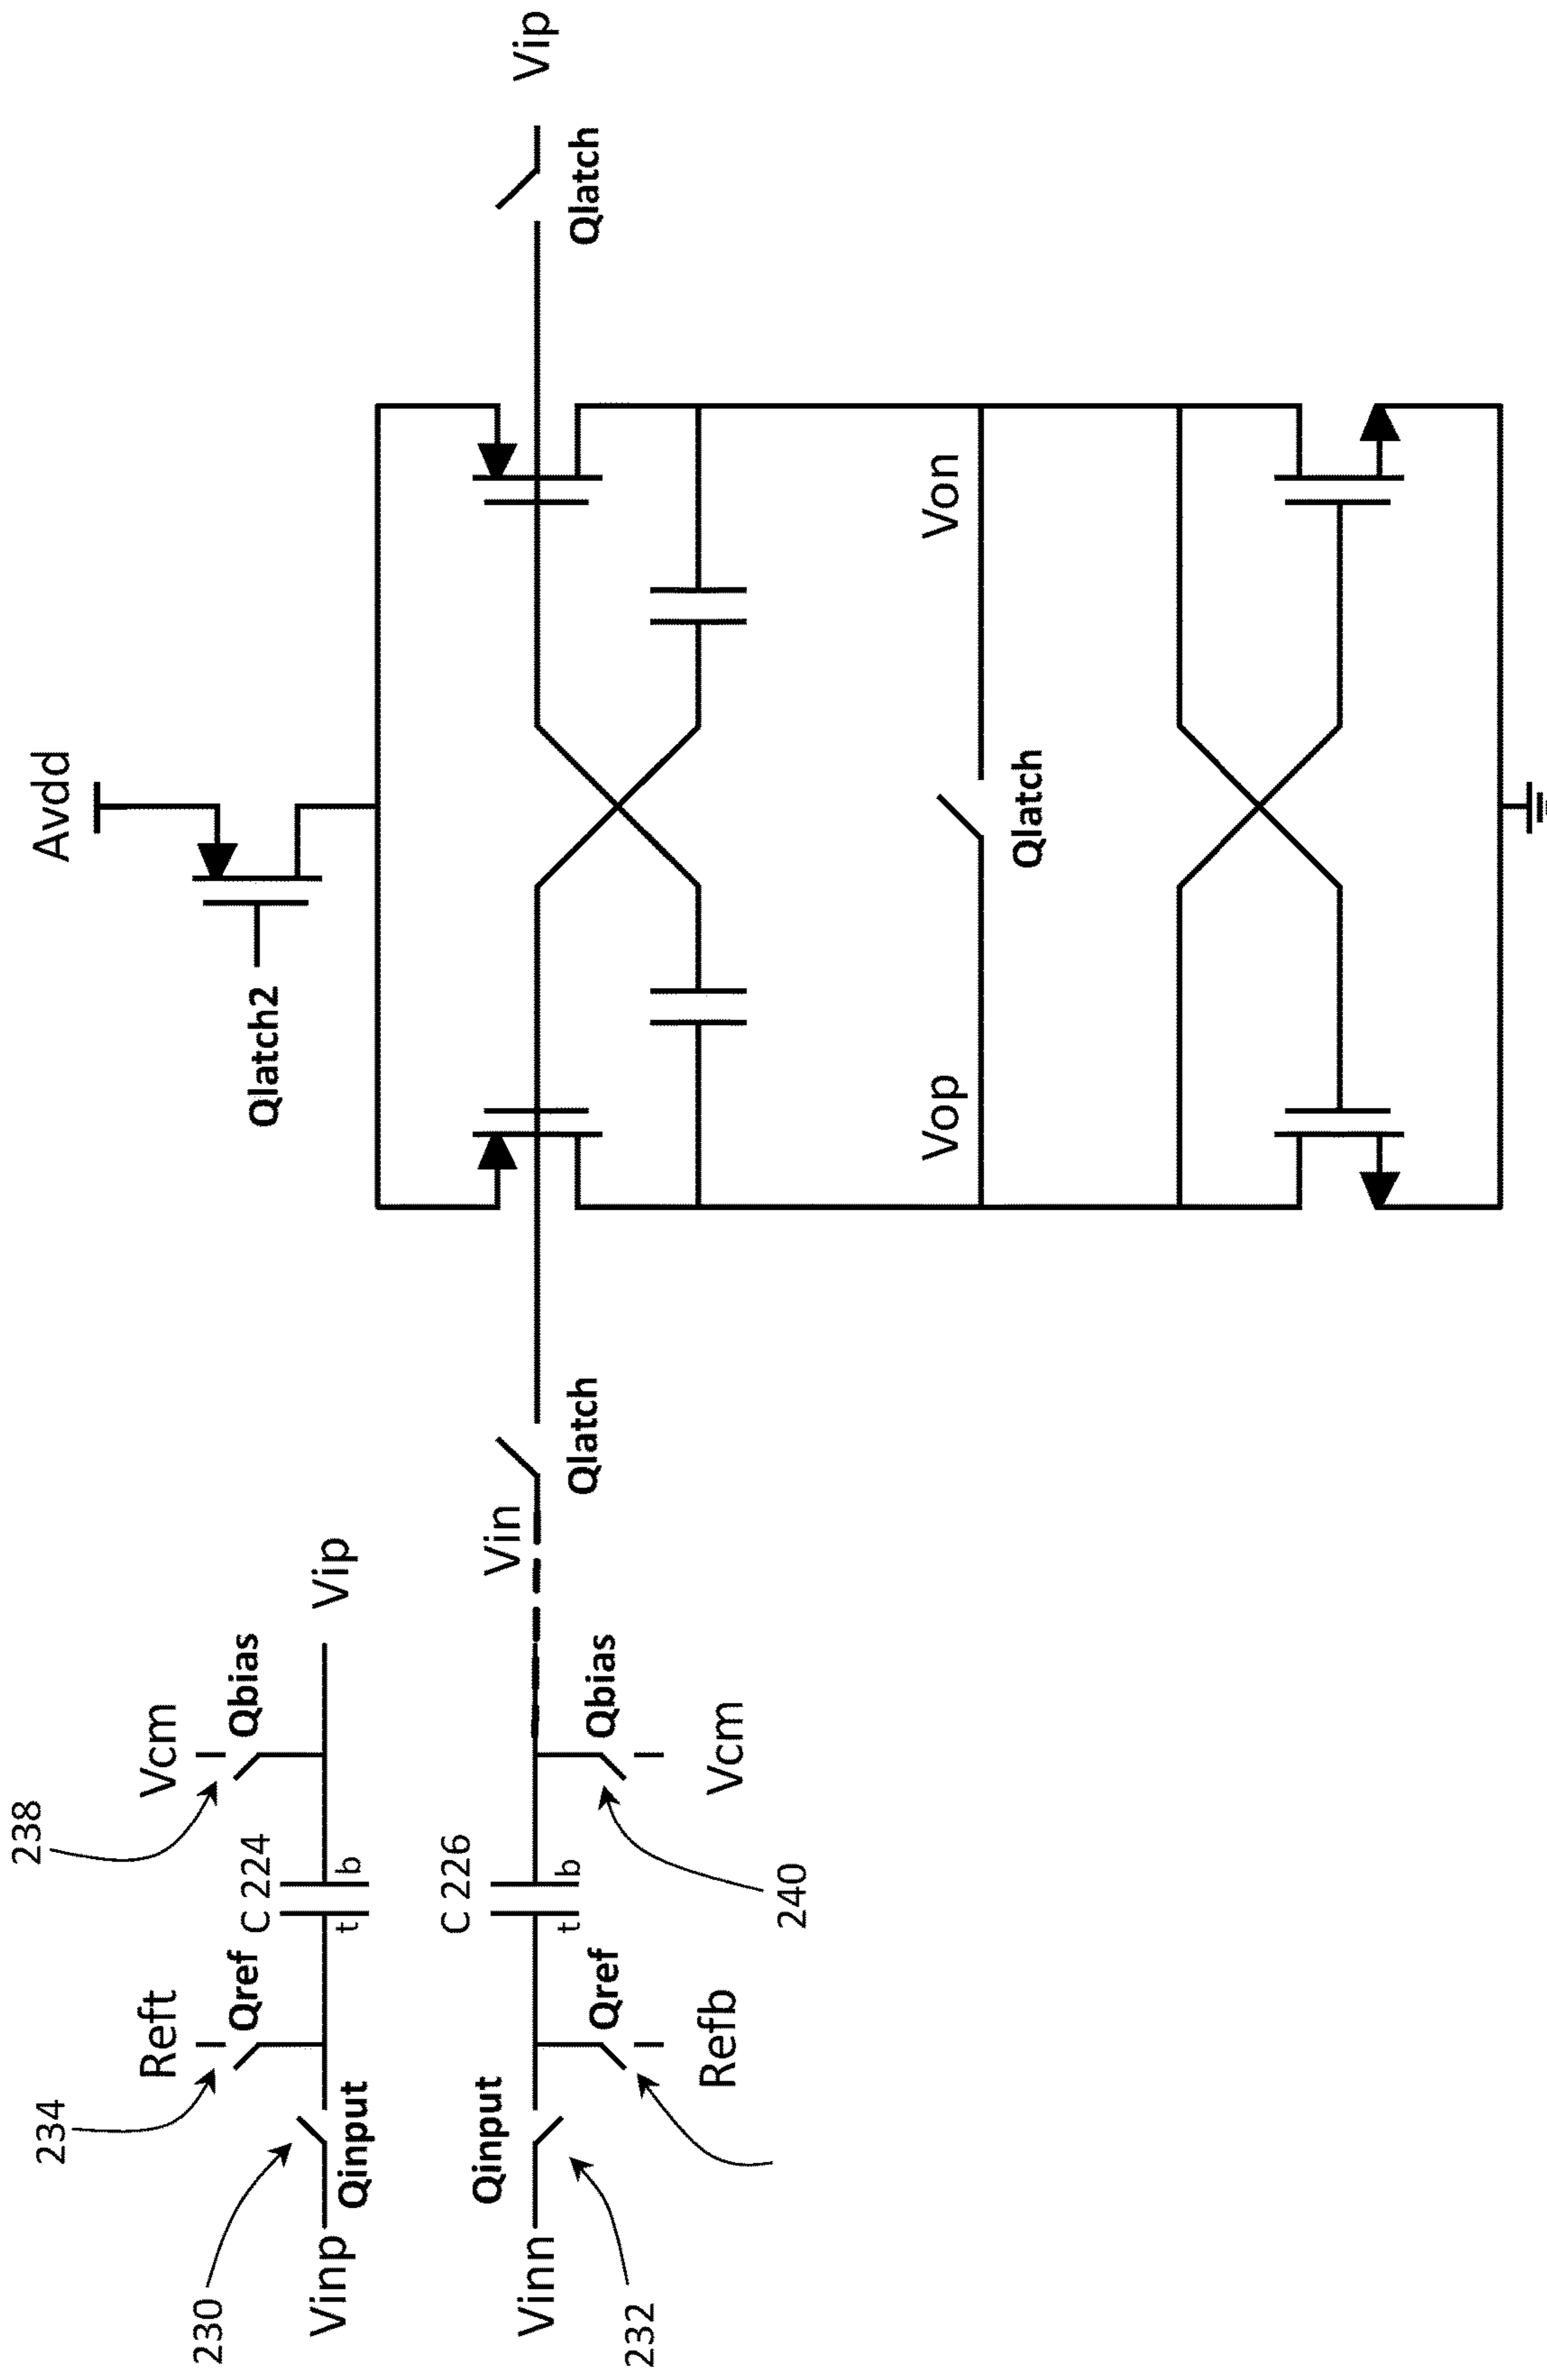 Avdd
Qlatch2
Vip
Qlatch
Vin
Qlatch
Vop
Von
Qlatch
238
Vcm
Qbias
Vip
234
Reft
Qref
C 224
t
b
230
Vinp
Qinput
C 226
t
b
Vinn
Qinput
232
Qref
Refb
Qbias
Vcm
240